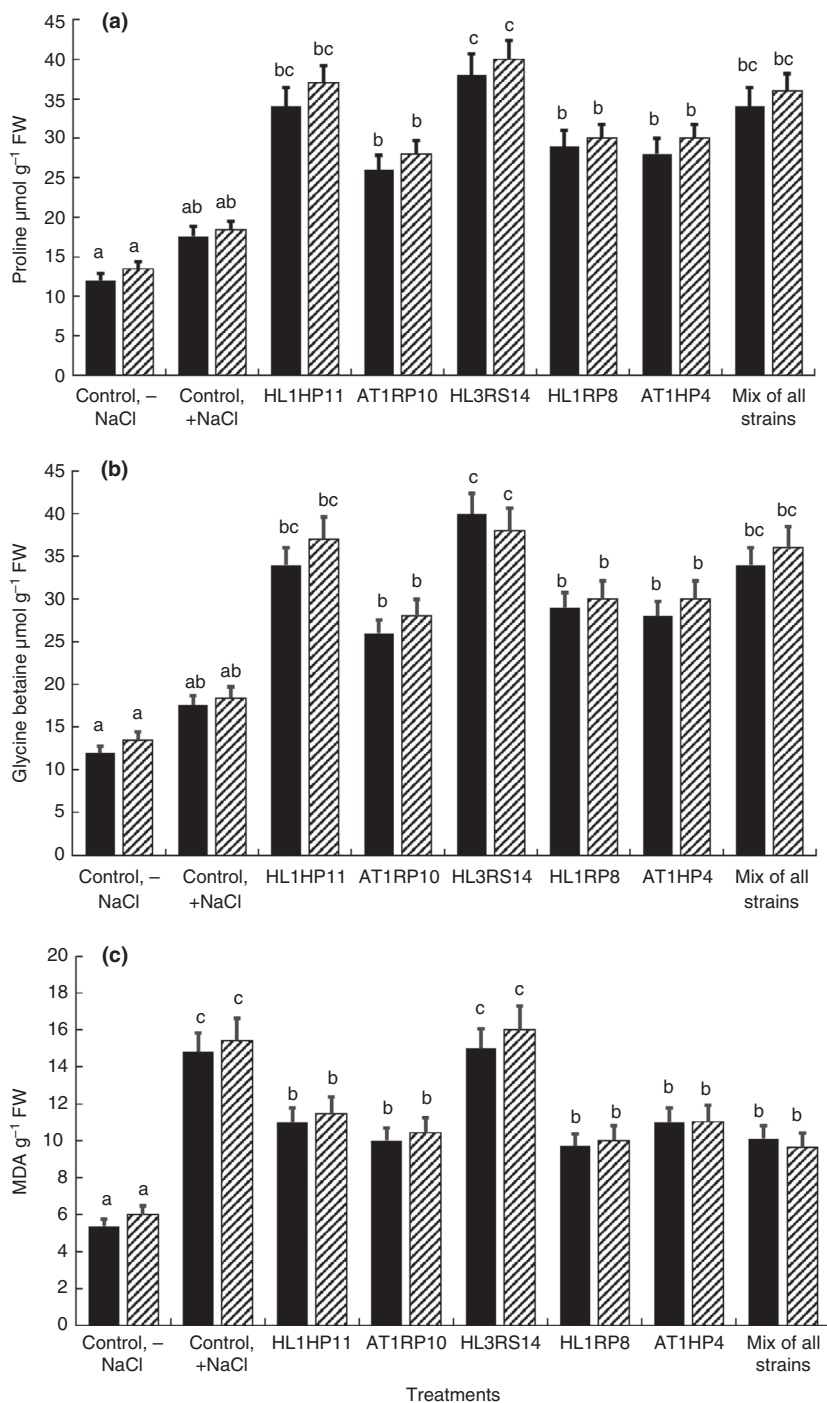 (a)
45
40
35
30
25
20
15
10
5
0
Proline µmol g⁻¹ FW
a a ab ab bc bc b b c c b b b b bc bc
Control, – NaCl
Control, +NaCl
HL1HP11
AT1RP10
HL3RS14
HL1RP8
AT1HP4
Mix of all strains
(b)
45
40
35
30
25
20
15
10
5
0
Glycine betaine µmol g⁻¹ FW
a a ab ab bc bc b b c c b b b b bc bc
Control, – NaCl
Control, +NaCl
HL1HP11
AT1RP10
HL3RS14
HL1RP8
AT1HP4
Mix of all strains
(c)
20
18
16
14
12
10
8
6
4
2
0
MDA g⁻¹ FW
a a c c b b b b c c b b b b b b
Control, – NaCl
Control, +NaCl
HL1HP11
AT1RP10
HL3RS14
HL1RP8
AT1HP4
Mix of all strains
Treatments